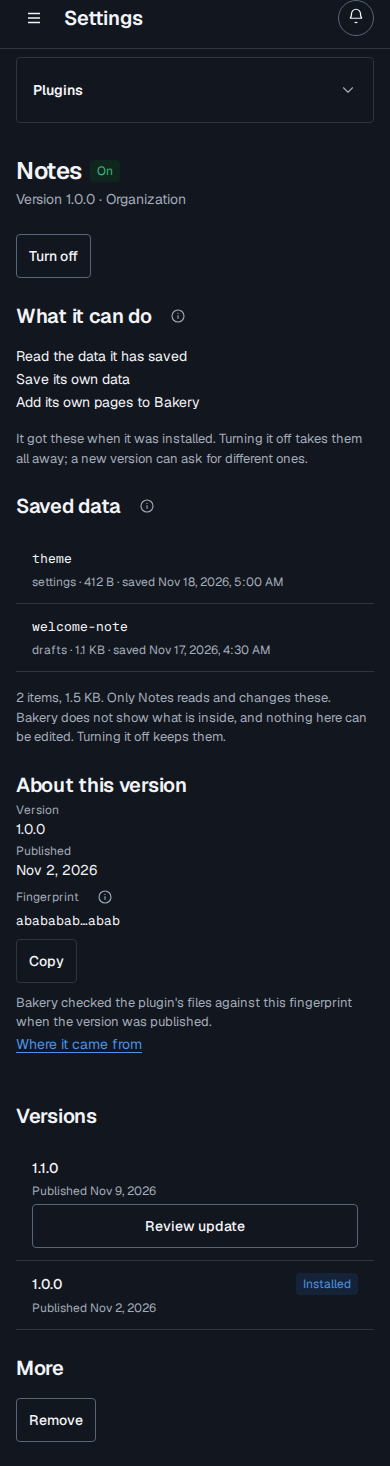 Settings
Plugins
Notes On
Version 1.0.0 · Organization
Turn off
What it can do
Read the data it has saved
Save its own data
Add its own pages to Bakery
It got these when it was installed. Turning it off takes them
all away; a new version can ask for different ones.
Saved data
theme
settings · 412 B · saved Nov 18, 2026, 5:00 AM
welcome-note
drafts · 1.1 KB · saved Nov 17, 2026, 4:30 AM
2 items, 1.5 KB. Only Notes reads and changes these.
Bakery does not show what is inside, and nothing here can
be edited. Turning it off keeps them.
About this version
Version
1.0.0
Published
Nov 2, 2026
Fingerprint
abababab…abab
Copy
Bakery checked the plugin's files against this fingerprint
when the version was published.
Where it came from
Versions
1.1.0
Published Nov 9, 2026
Review update
1.0.0 Installed
Published Nov 2, 2026
More
Remove